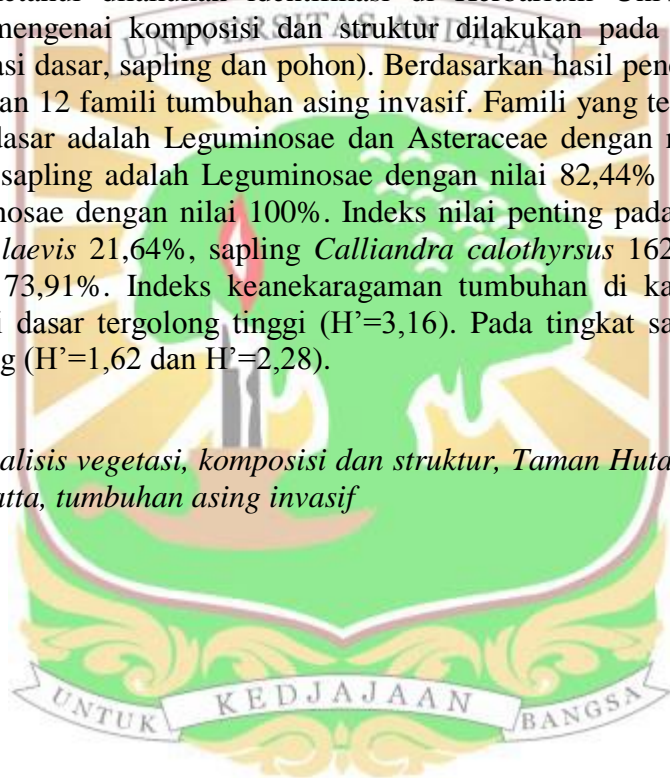 mengenai komposisi dan struktur dilakukan pada
UNIVERSITAS ANDALAS
asi dasar, sapling dan pohon). Berdasarkan hasil pene
an 12 famili tumbuhan asing invasif. Famili yang te
dasar adalah Leguminosae dan Asteraceae dengan
sapling adalah Leguminosae dengan nilai 82,44%
nosae dengan nilai 100%. Indeks nilai penting pada
laevis 21,64%, sapling Calliandra calothyrsus 162
73,91%. Indeks keanekaragaman tumbuhan di ka
i dasar tergolong tinggi (H’=3,16). Pada tingkat sa
g (H’=1,62 dan H’=2,28).
alisis vegetasi, komposisi dan struktur, Taman Huta
atta, tumbuhan asing invasif
UNTUK KEDJAJAAN BANGSA